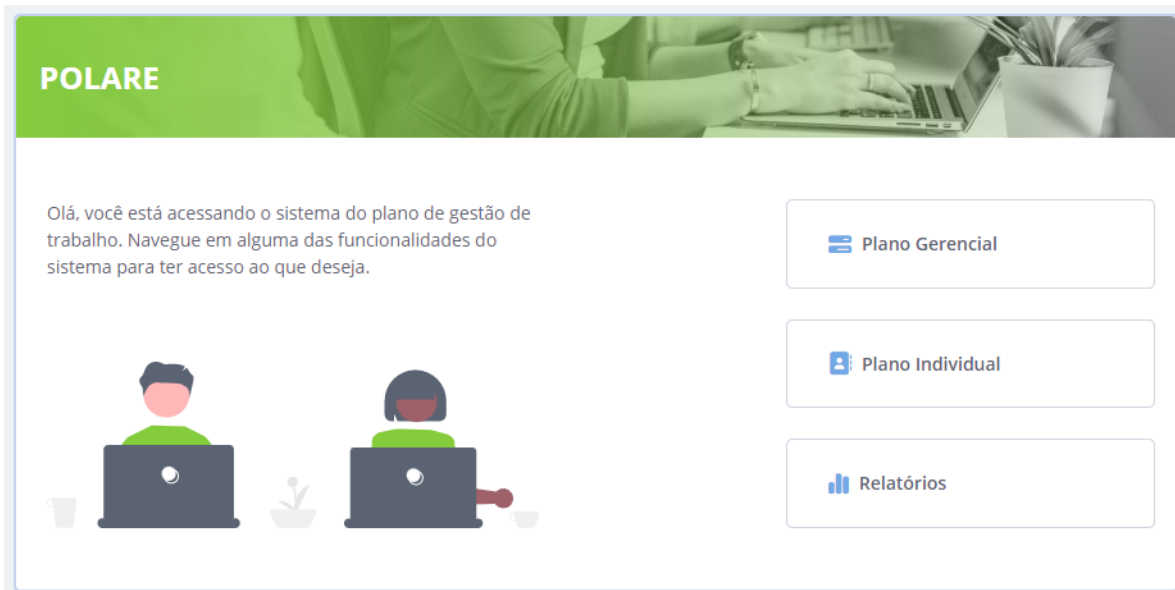 POLARE
Olá, você está acessando o sistema do plano de gestão de
trabalho. Navegue em alguma das funcionalidades do
sistema para ter acesso ao que deseja.
Plano Gerencial
Plano Individual
Relatórios